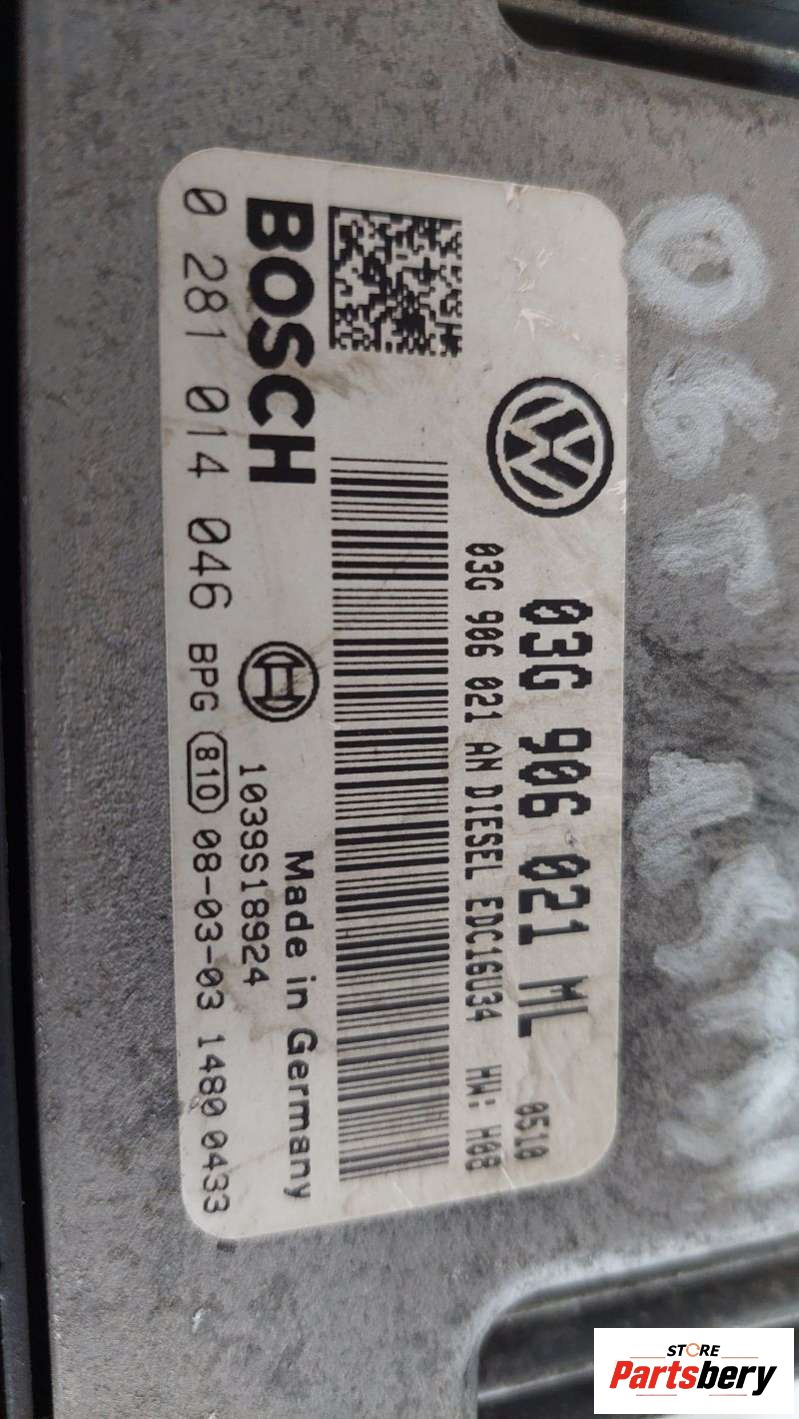 03G 906 021 ML 0510
03G 906 021 AN DIESEL EDC16U34 HW: H08
Made in Germany
BOSCH 1039S18924
0 281 014 046 BPG 810 08-03-03 1480 0433
STORE
Partsbery